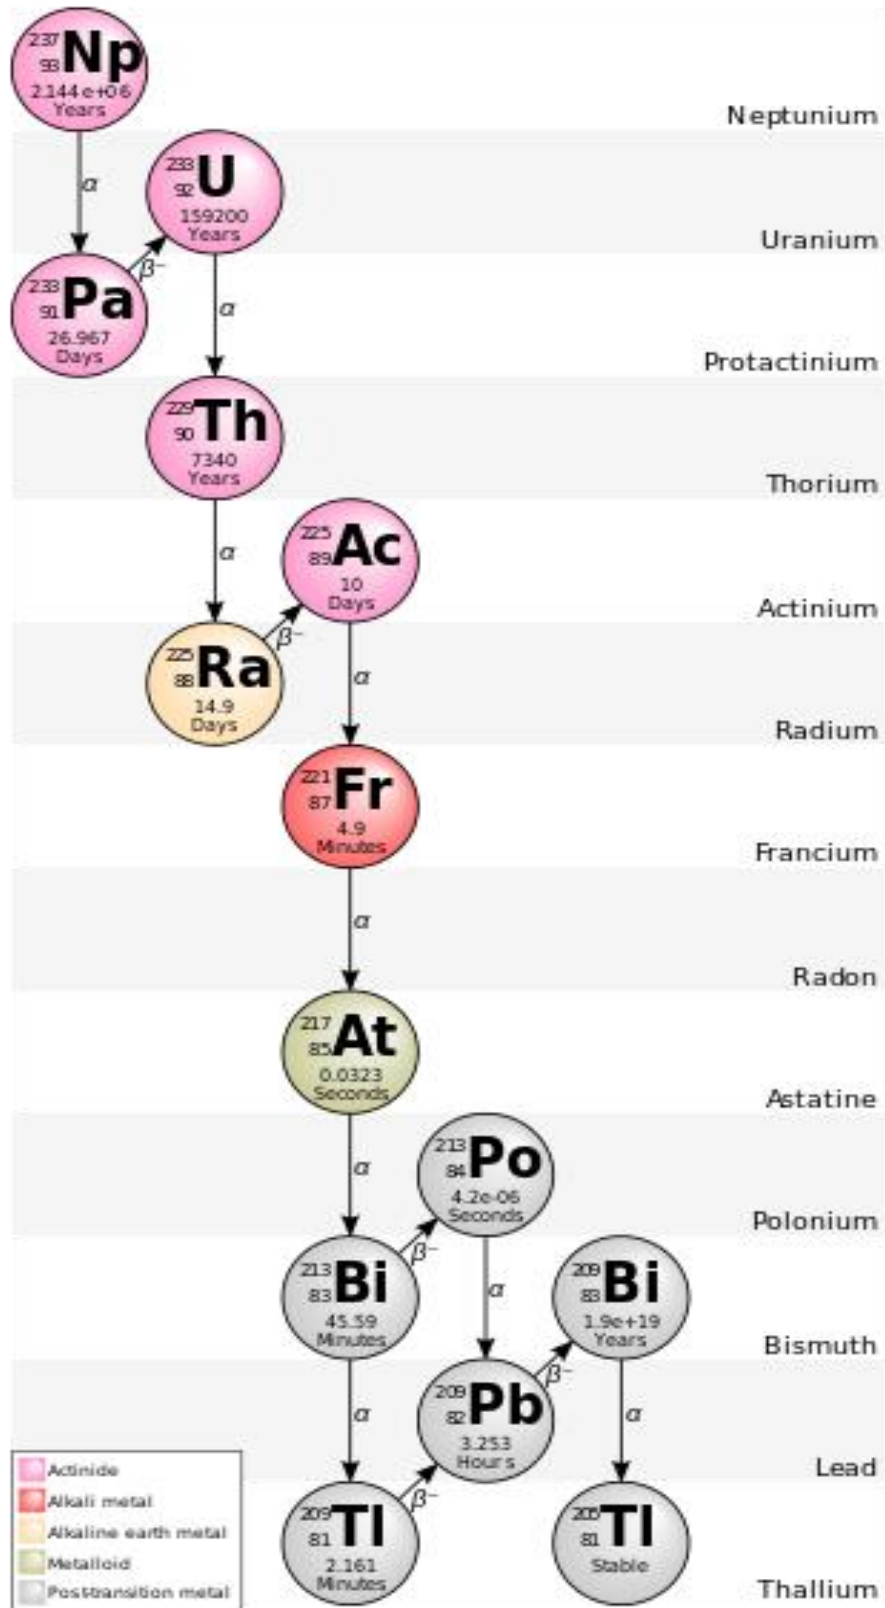 237
93
Np
2.144e+06
Years
Neptunium
α
233
92
U
159200
Years
Uranium
β⁻
233
91
Pa
26.967
Days
α
Protactinium
229
90
Th
7340
Years
Thorium
α
225
89
Ac
10
Days
Actinium
β⁻
225
88
Ra
14.9
Days
α
Radium
221
87
Fr
4.9
Minutes
Francium
α
Radon
217
85
At
0.0323
Seconds
Astatine
α
213
84
Po
4.2e-06
Seconds
Polonium
β⁻
213
83
Bi
45.59
Minutes
α
209
83
Bi
1.9e+19
Years
Bismuth
β⁻
α
209
82
Pb
3.253
Hours
α
Lead
β⁻
209
81
Tl
2.161
Minutes
205
81
Tl
Stable
Thallium
Actinide
Alkali metal
Alkaline earth metal
Metalloid
Post-transition metal